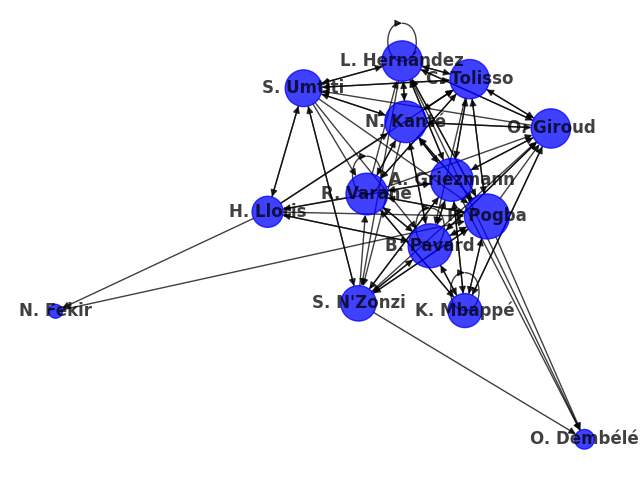 L. Hernández
C. Tolisso
S. Umtiti
N. Kanté
O. Giroud
A. Griezmann
R. Varane
H. Lloris
P. Pogba
B. Pavard
S. N'Zonzi
K. Mbappé
N. Fekir
O. Dembélé